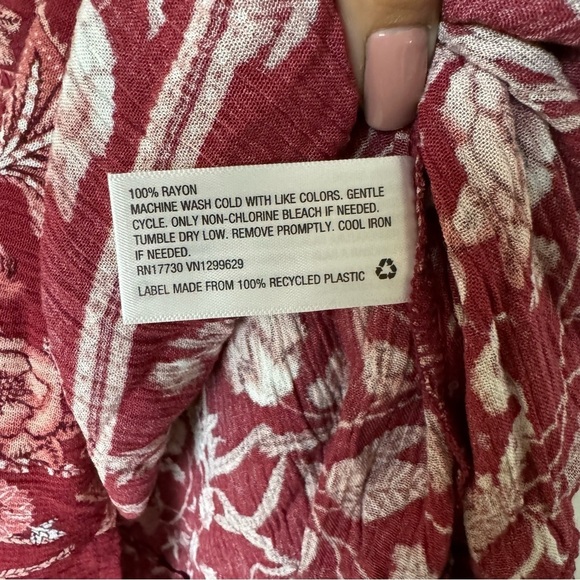 100% RAYON
MACHINE WASH COLD WITH LIKE COLORS. GENTLE
CYCLE. ONLY NON-CHLORINE BLEACH IF NEEDED.
TUMBLE DRY LOW. REMOVE PROMPTLY. COOL IRON
IF NEEDED.
RN17730 VN1299629
LABEL MADE FROM 100% RECYCLED PLASTIC